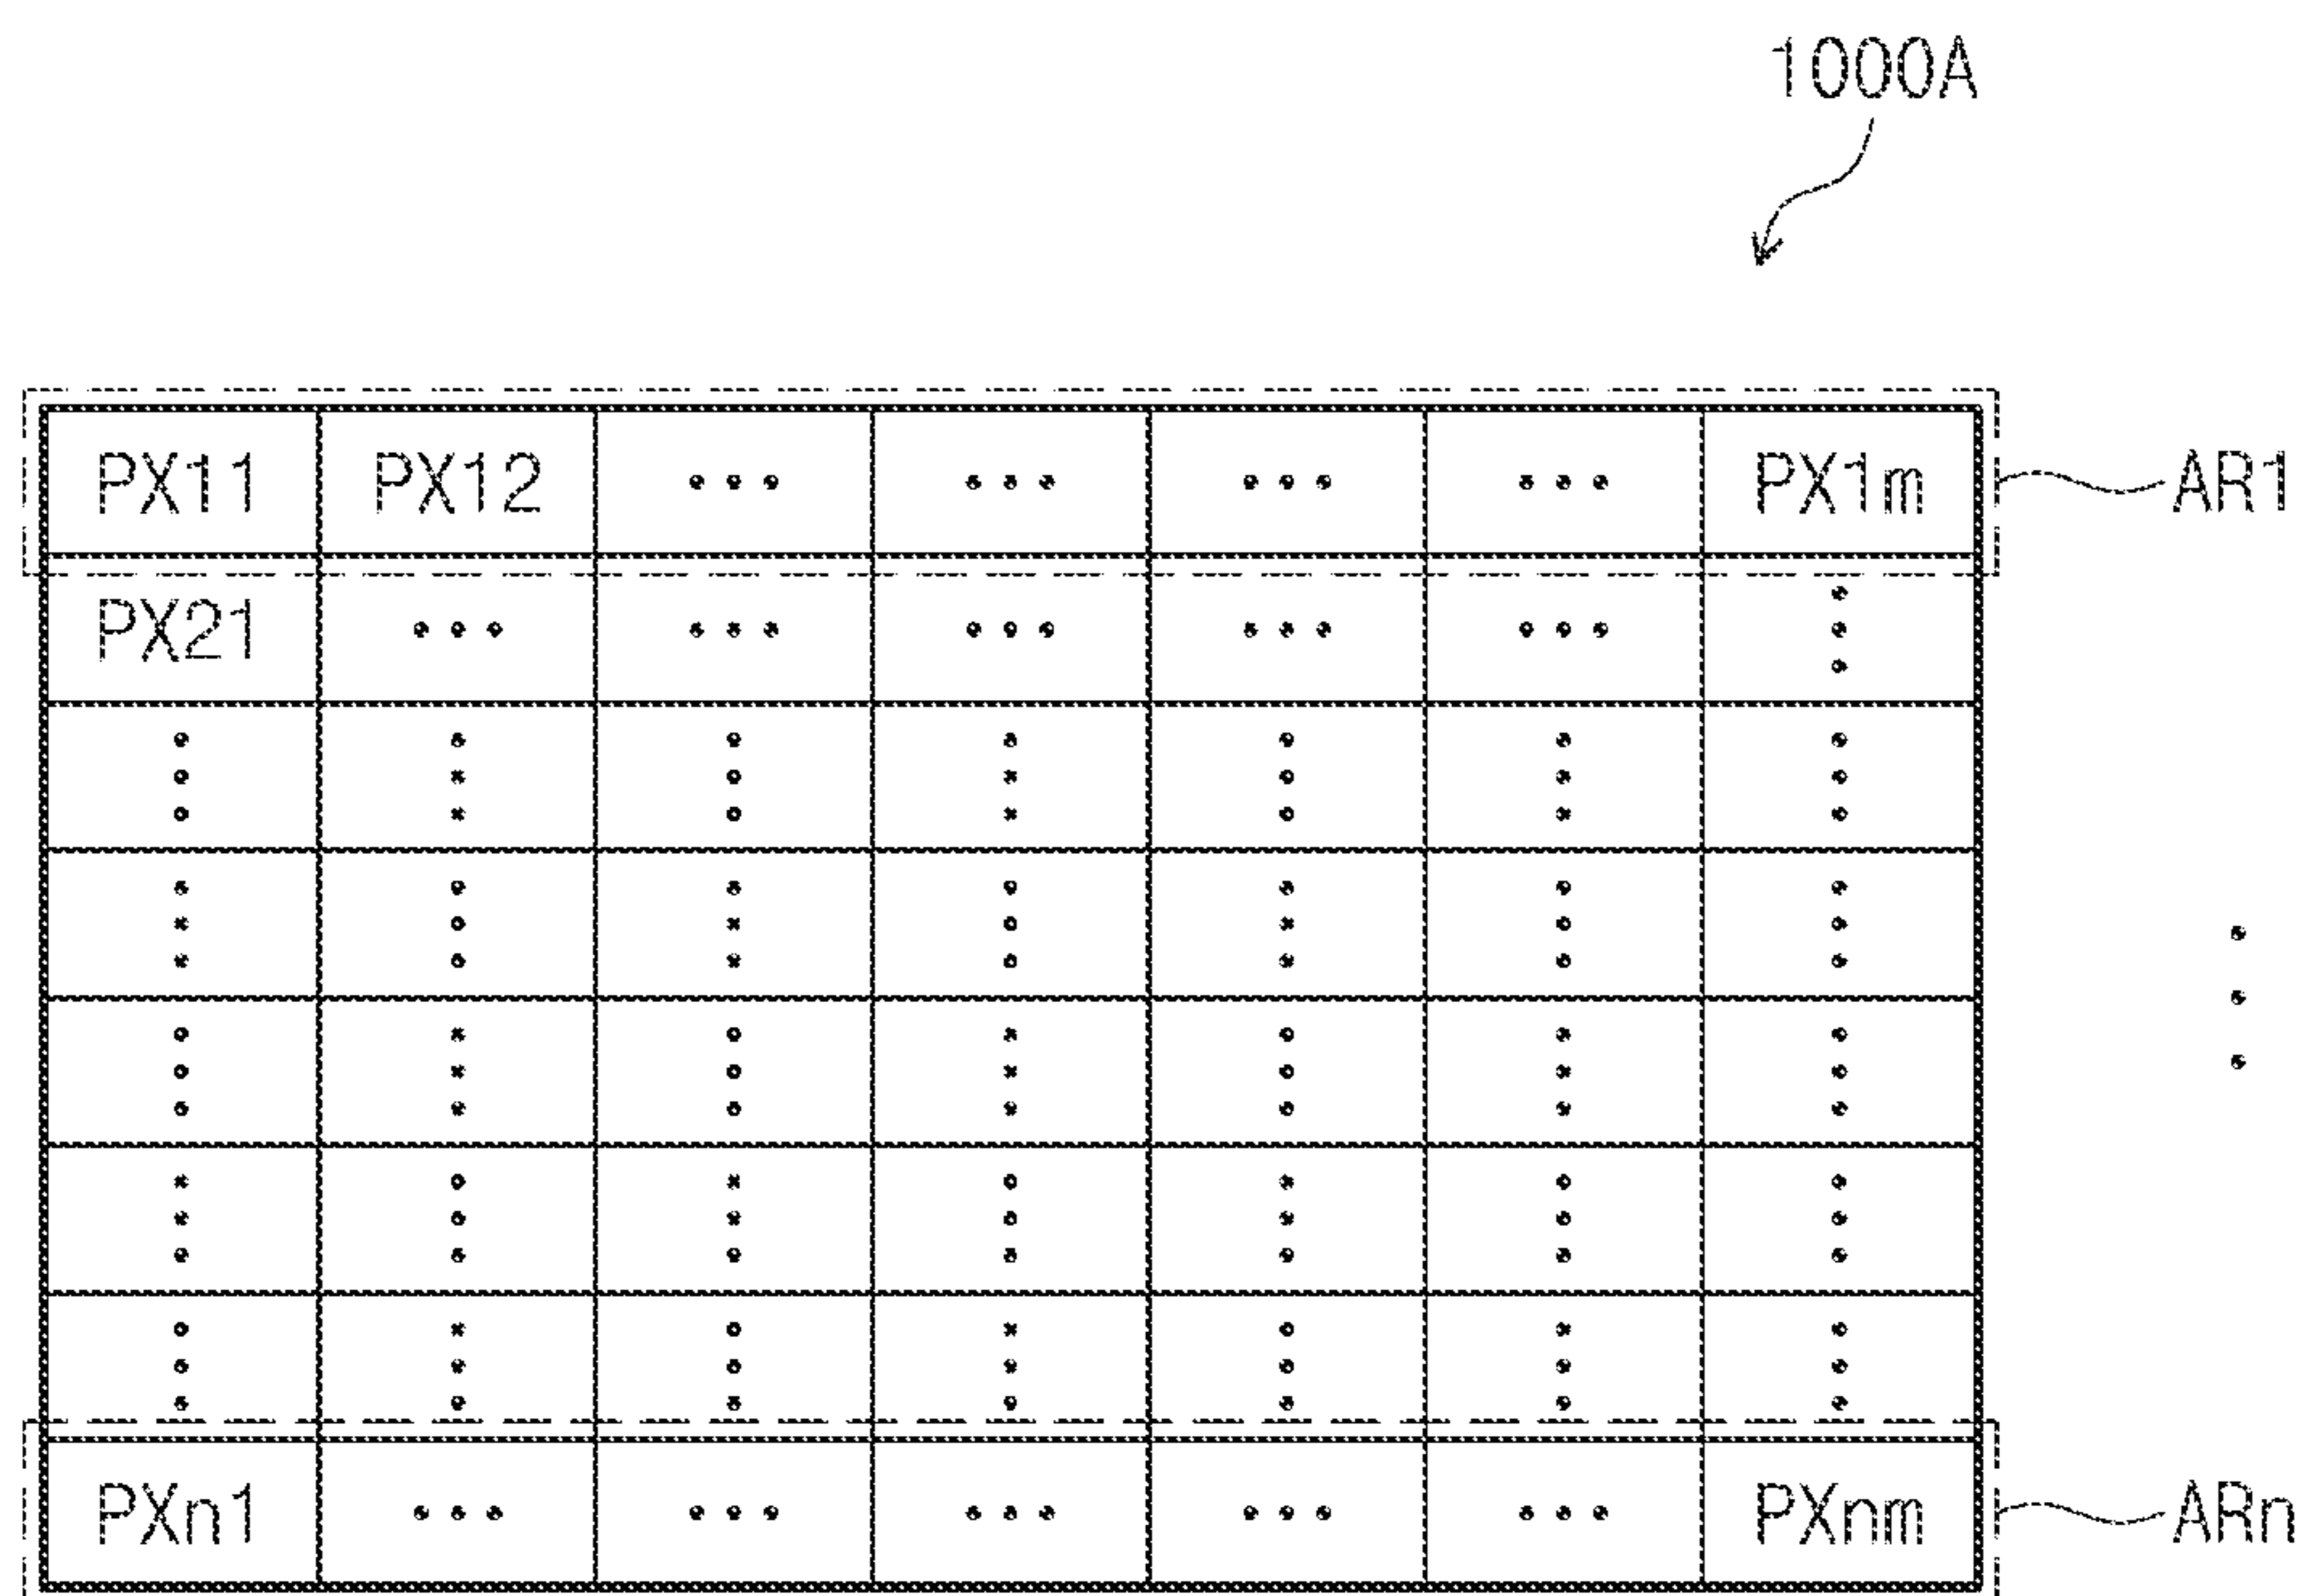 1000A
PX11 PX12 ... ... ... ... PX1m AR1
PX21 ... ... ... ... ... ⋮
⋮ ⋮ ⋮ ⋮ ⋮ ⋮ ⋮
⋮ ⋮ ⋮ ⋮ ⋮ ⋮ ⋮
⋮ ⋮ ⋮ ⋮ ⋮ ⋮ ⋮ ⋮
⋮ ⋮ ⋮ ⋮ ⋮ ⋮ ⋮
⋮ ⋮ ⋮ ⋮ ⋮ ⋮ ⋮
PXn1 ... ... ... ... ... PXnm ARn